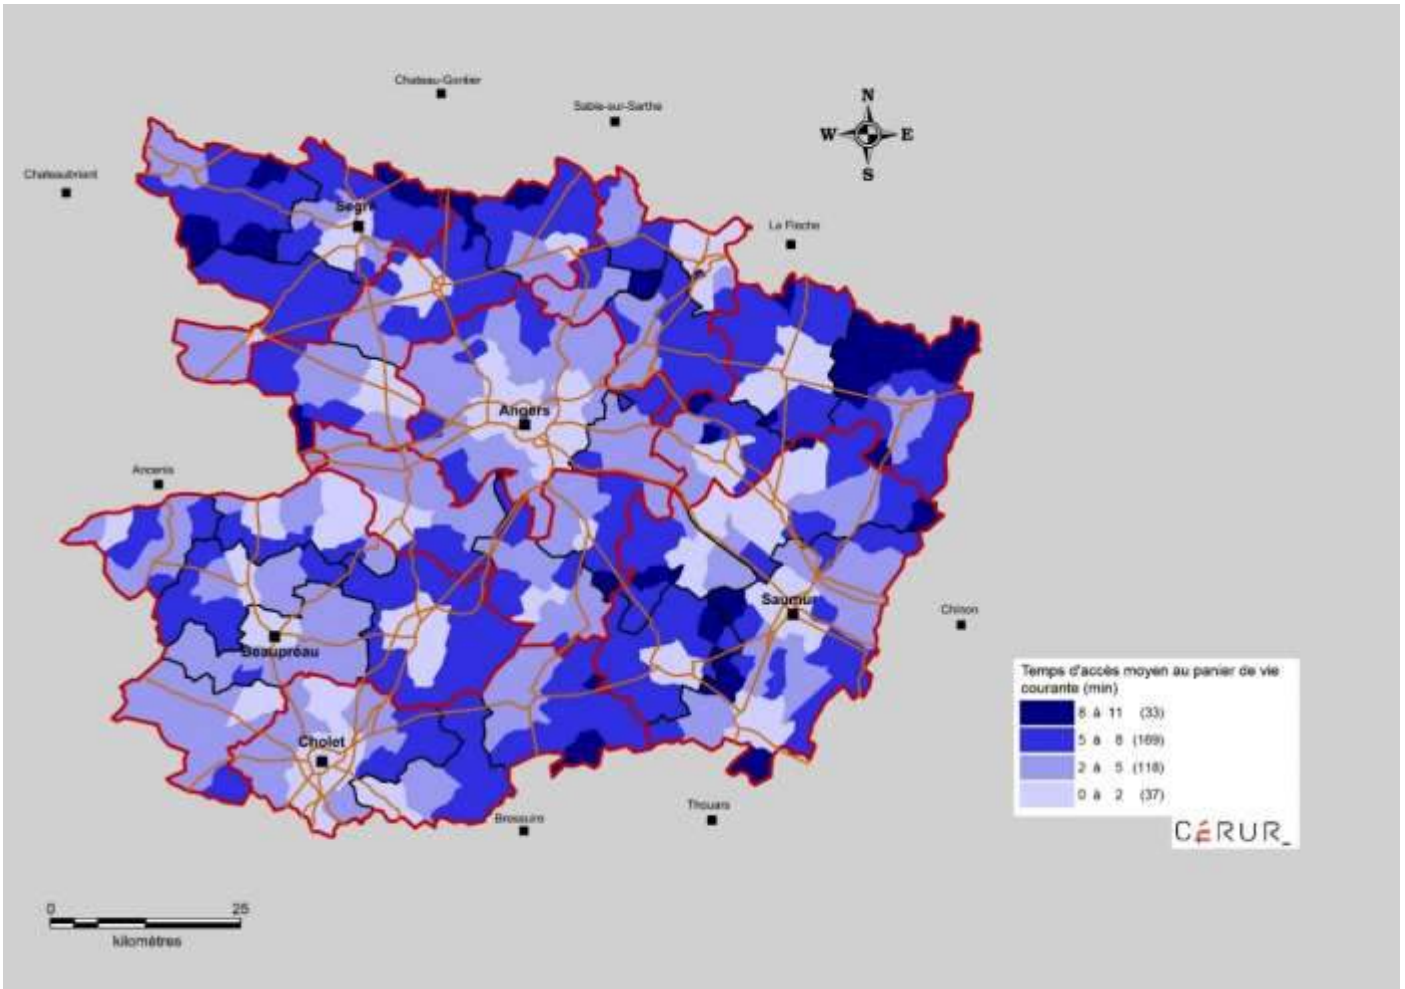 Chateau-Gontier
Sable-sur-Sarthe
N
W E
S
Chateaubriant
Segré
La Fleche
Angers
Ancenis
Saumur
Chinon
Beaupréau
Cholet
Thouars
Bressuire
Temps d'accès moyen au panier de vie
courante (min)
8 à 11 (33)
5 à 8 (169)
2 à 5 (118)
0 à 2 (37)
CÉRUR_
0 25
kilomètres